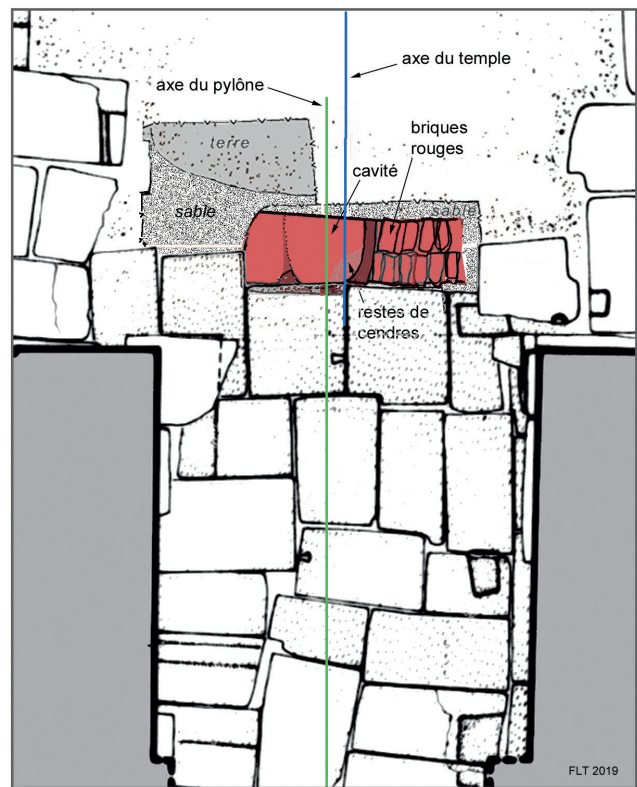 axe du temple
axe du pylône
briques
rouges
terre
cavité
sable
sable
restes de
cendres
FLT 2019